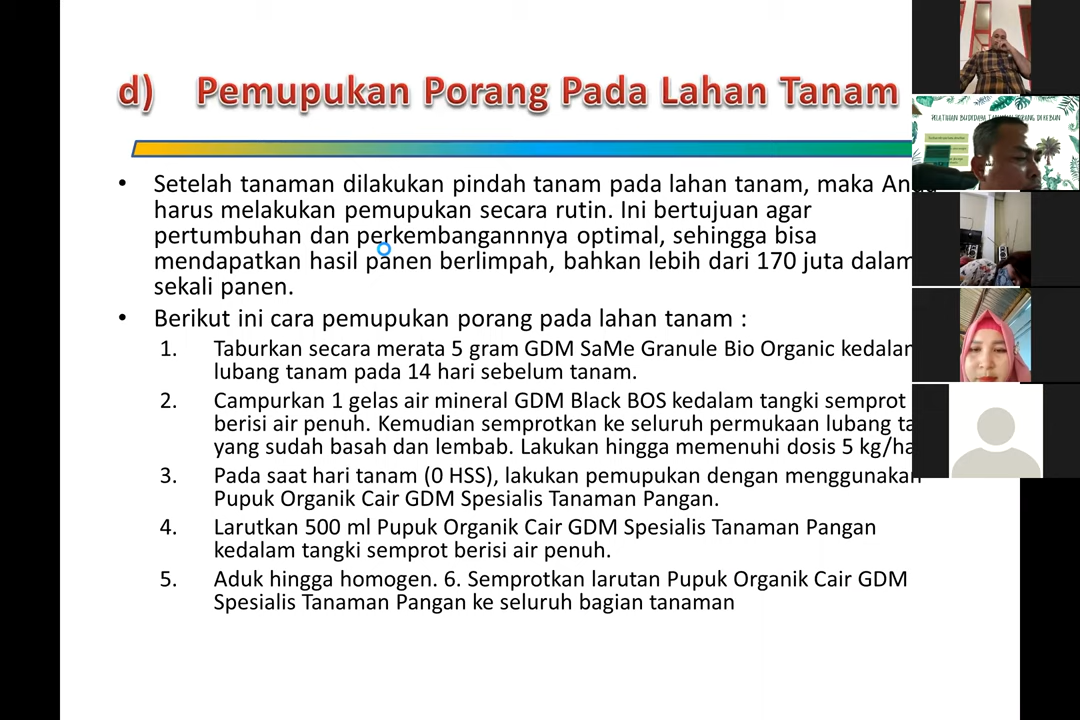 d) Pemupukan Porang Pada Lahan Tanam
• Setelah tanaman dilakukan pindah tanam pada lahan tanam, maka
harus melakukan pemupukan secara rutin. Ini bertujuan agar
pertumbuhan dan perkembangannnya optimal, sehingga bisa
mendapatkan hasil panen berlimpah, bahkan lebih dari 170 juta dalam
sekali panen.
• Berikut ini cara pemupukan porang pada lahan tanam :
1. Taburkan secara merata 5 gram GDM SaMe Granule Bio Organic
lubang tanam pada 14 hari sebelum tanam.
2. Campurkan 1 gelas air mineral GDM Black BOS kedalam tangki semprot
berisi air penuh. Kemudian semprotkan ke seluruh permukaan lubang
yang sudah basah dan lembab. Lakukan hingga memenuhi dosis 5 kg/ha
3. Pada saat hari tanam (0 HSS), lakukan pemupukan dengan menggunakan
Pupuk Organik Cair GDM Spesialis Tanaman Pangan.
4. Larutkan 500 ml Pupuk Organik Cair GDM Spesialis Tanaman Pangan
kedalam tangki semprot berisi air penuh.
5. Aduk hingga homogen. 6. Semprotkan larutan Pupuk Organik Cair GDM
Spesialis Tanaman Pangan ke seluruh bagian tanaman
PELATIHAN BUDIDAYA TANAMAN PORANG DI KEBUN